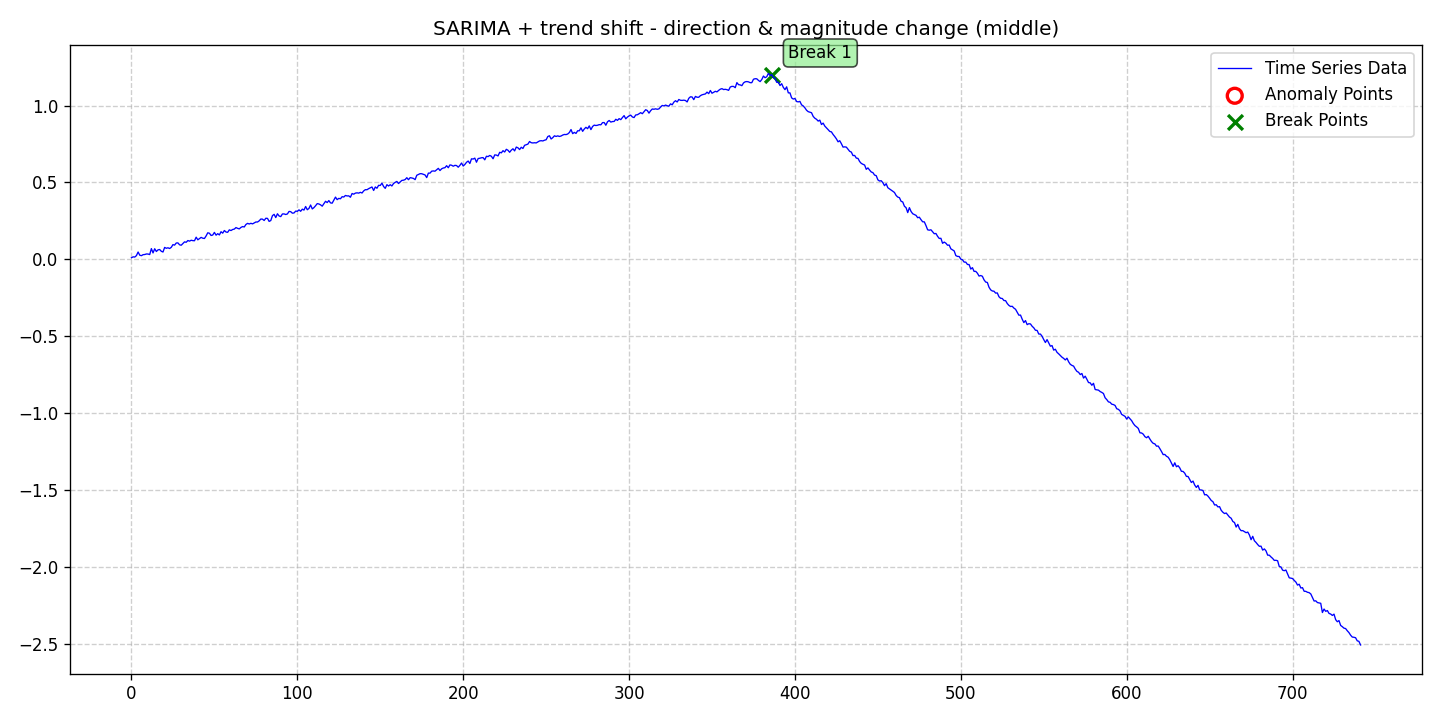 SARIMA + trend shift - direction & magnitude change (middle)
Break 1
Time Series Data
Anomaly Points
Break Points
1.0
0.5
0.0
−0.5
−1.0
−1.5
−2.0
−2.5
0 100 200 300 400 500 600 700